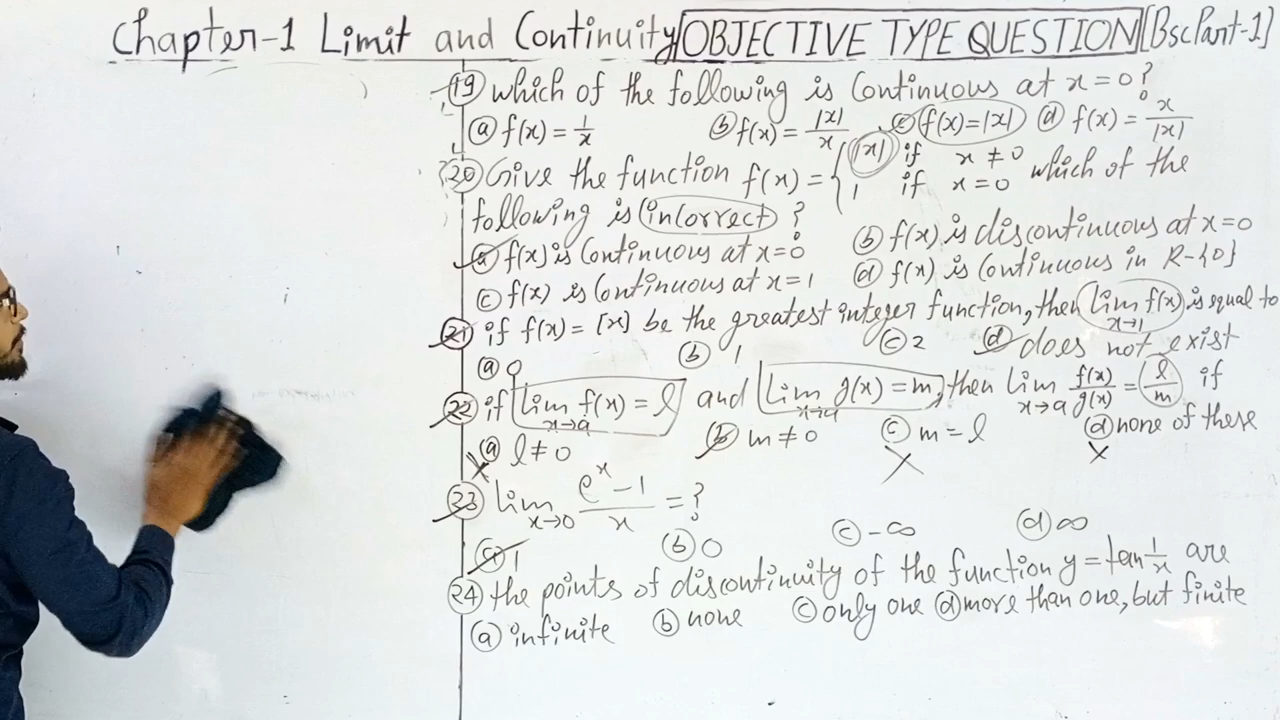 Chapter-1 Limit and Continuity OBJECTIVE TYPE QUESTION [Bsc Part-1]
19 which of the following is Continuous at x=0?
(a) f(x) = 1/x (b) f(x) = |x|/x (c) f(x)=|x| (d) f(x) = x/|x|
20 Give the function f(x) = { |x| if x ≠ 0
1 if x = 0 which of the
following is incorrect ?
(a) f(x) is Continuous at x=0 (b) f(x) is discontinuous at x=0
(c) f(x) is Continuous at x=1 (d) f(x) is Continuous in R-{0}
21 if f(x) = [x] be the greatest integer function, then lim x→1 f(x) is equal to
(a) 0 (b) 1 (c) 2 (d) does not exist
22 if lim x→a f(x) = l and lim x→a g(x) = m, then lim x→a f(x)/g(x) = l/m if
(a) l ≠ 0 (b) m ≠ 0 (c) m = l (d) none of these
23 lim x→0 (e^x - 1)/x = ?
(a) 1 (b) 0 (c) -∞ (d) ∞
24 the points of discontinuity of the function y = tan 1/x are
(a) infinite (b) none (c) only one (d) more than one, but finite